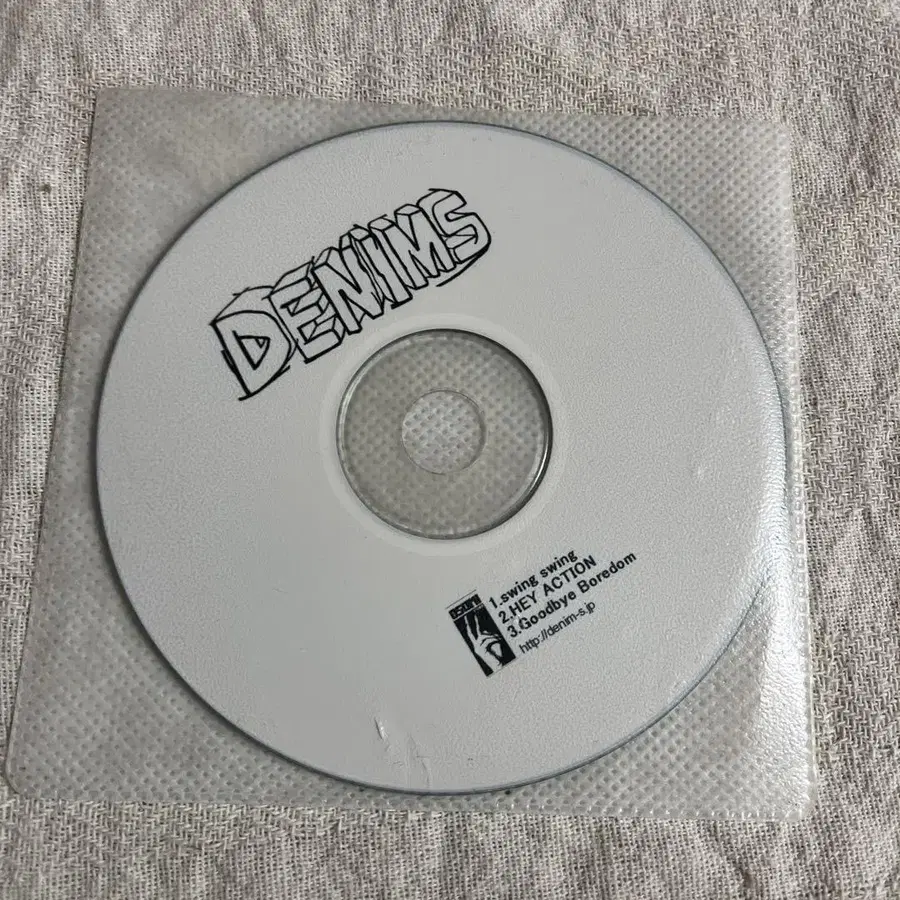 DENIMS
1.swing swing
2.HEY ACTION
3.Goodbye Boredom
http://denim-s.jp